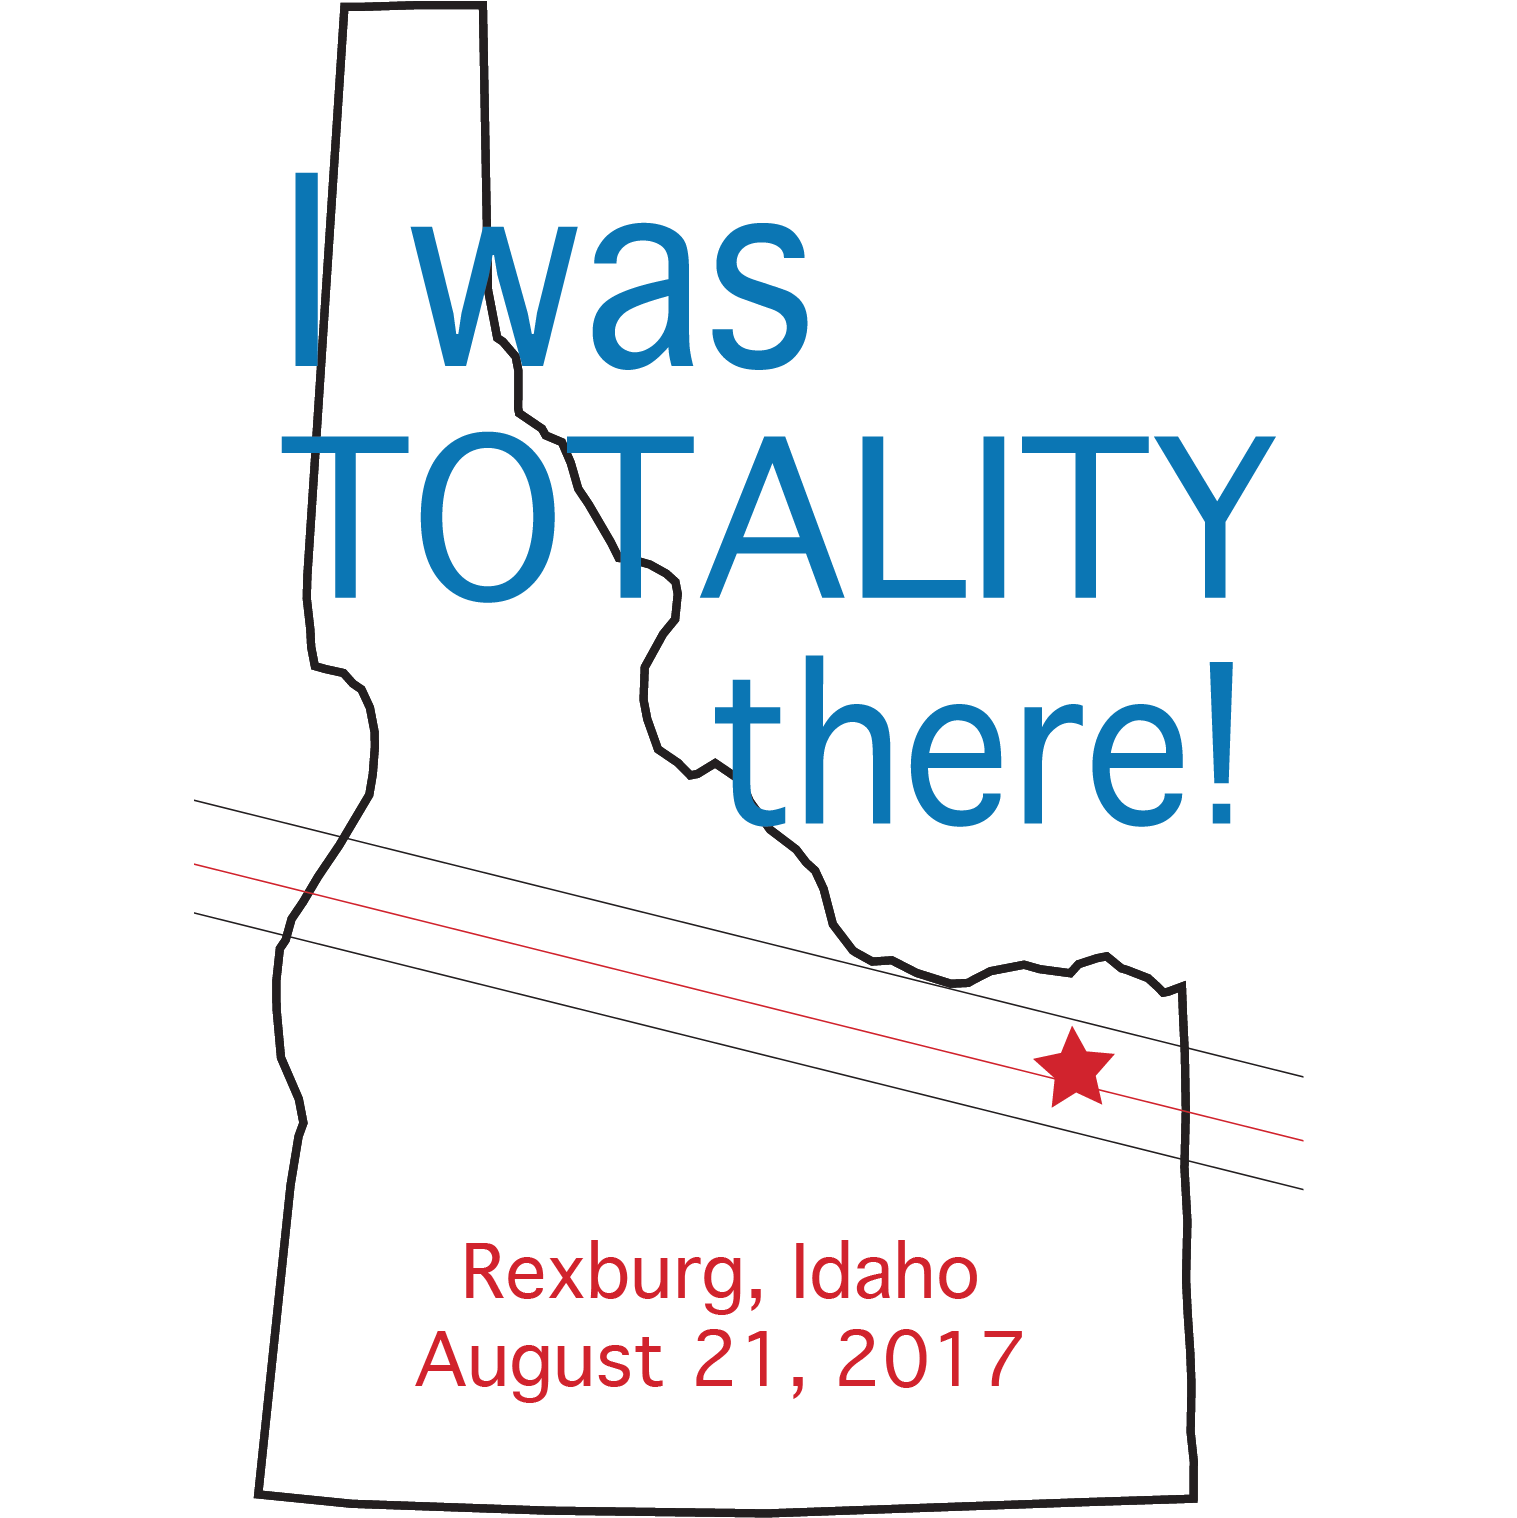 I was
TOTALITY
there!
Rexburg, Idaho
August 21, 2017